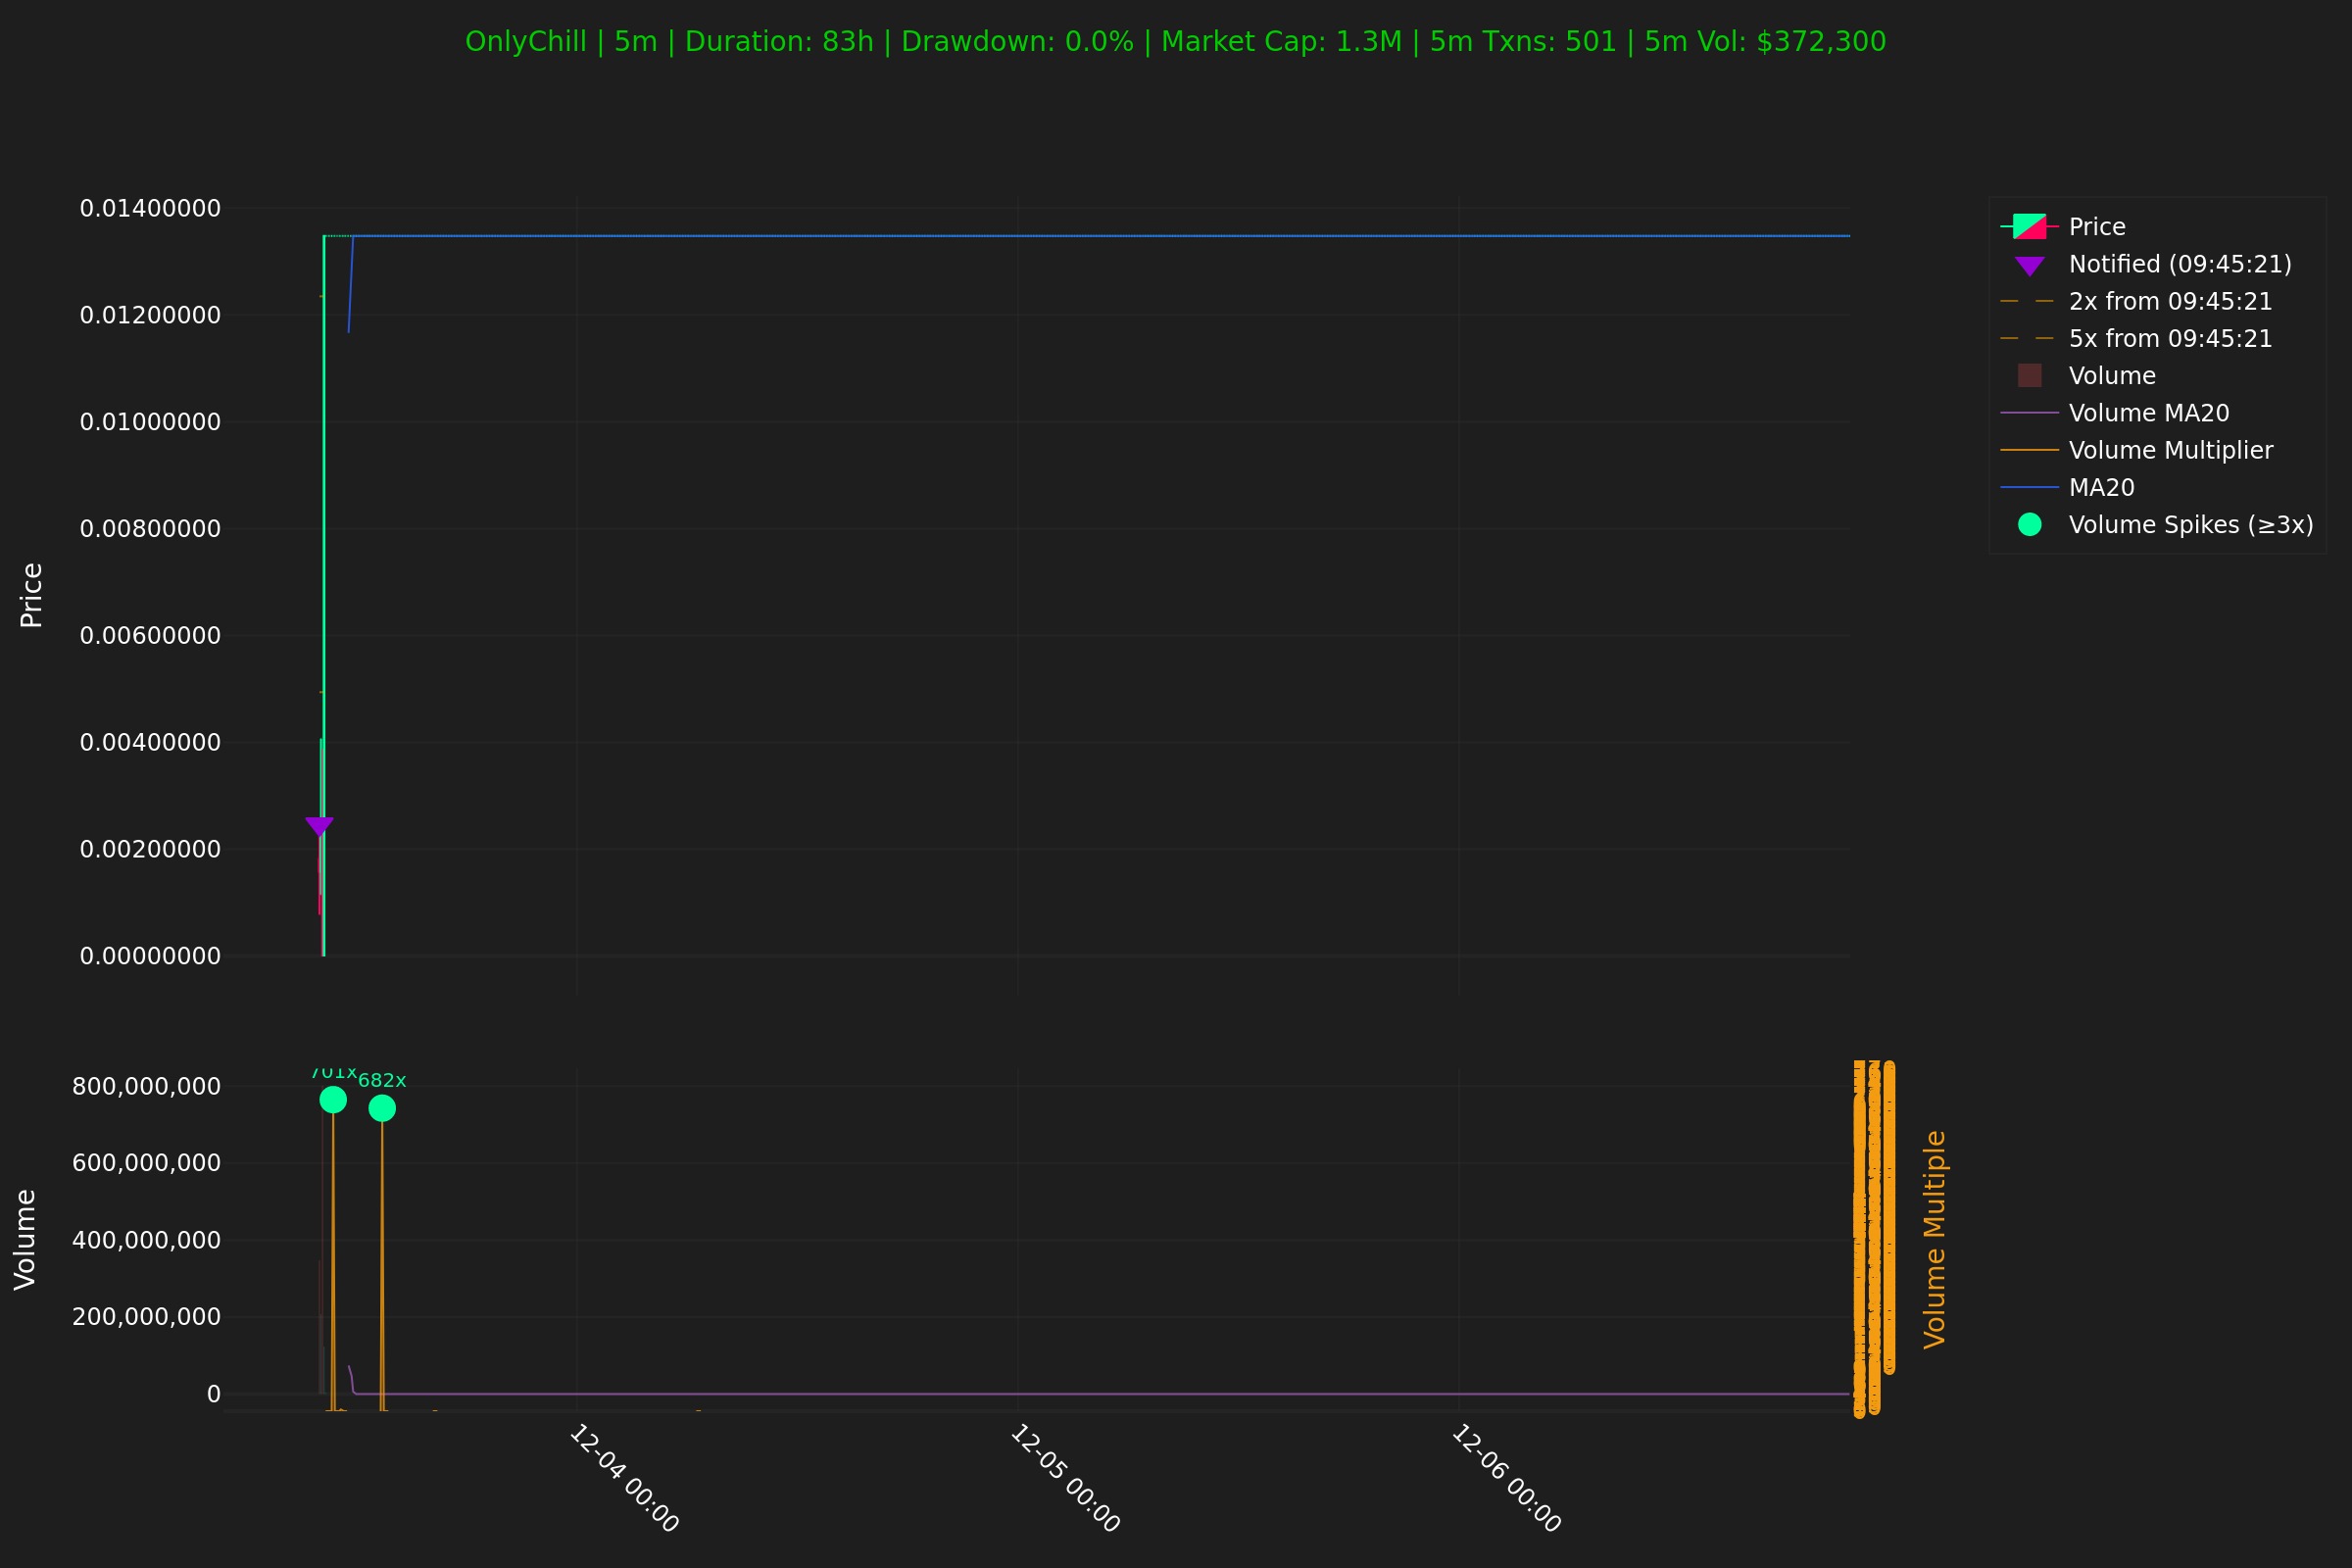 OnlyChill | 5m | Duration: 83h | Drawdown: 0.0% | Market Cap: 1.3M | 5m Txns: 501 | 5m Vol: $372,300
0.01400000
0.01200000
0.01000000
0.00800000
0.00600000
0.00400000
0.00200000
0.00000000
Price
Price
Notified (09:45:21)
2x from 09:45:21
5x from 09:45:21
Volume
Volume MA20
Volume Multiplier
MA20
Volume Spikes (≥3x)
701x
682x
800,000,000
600,000,000
400,000,000
200,000,000
0
Volume
Volume Multiple
12-04 00:00
12-05 00:00
12-06 00:00